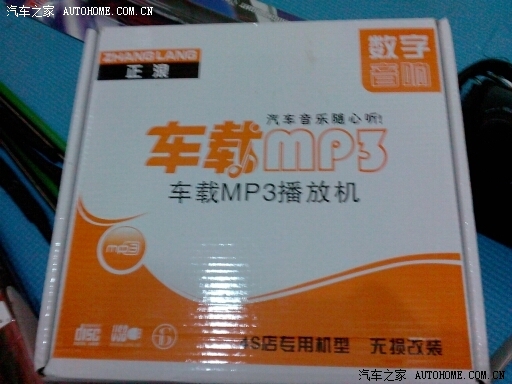 汽车之家 AUTOHOME.COM.CN
ZHANGLANG
正浪
数字
音响
汽车音乐随心听!
车载MP3
车载MP3播放机
mp3
disc USB
4S店专用机型 无损改装
汽车之家 AUTOHOME.COM.CN